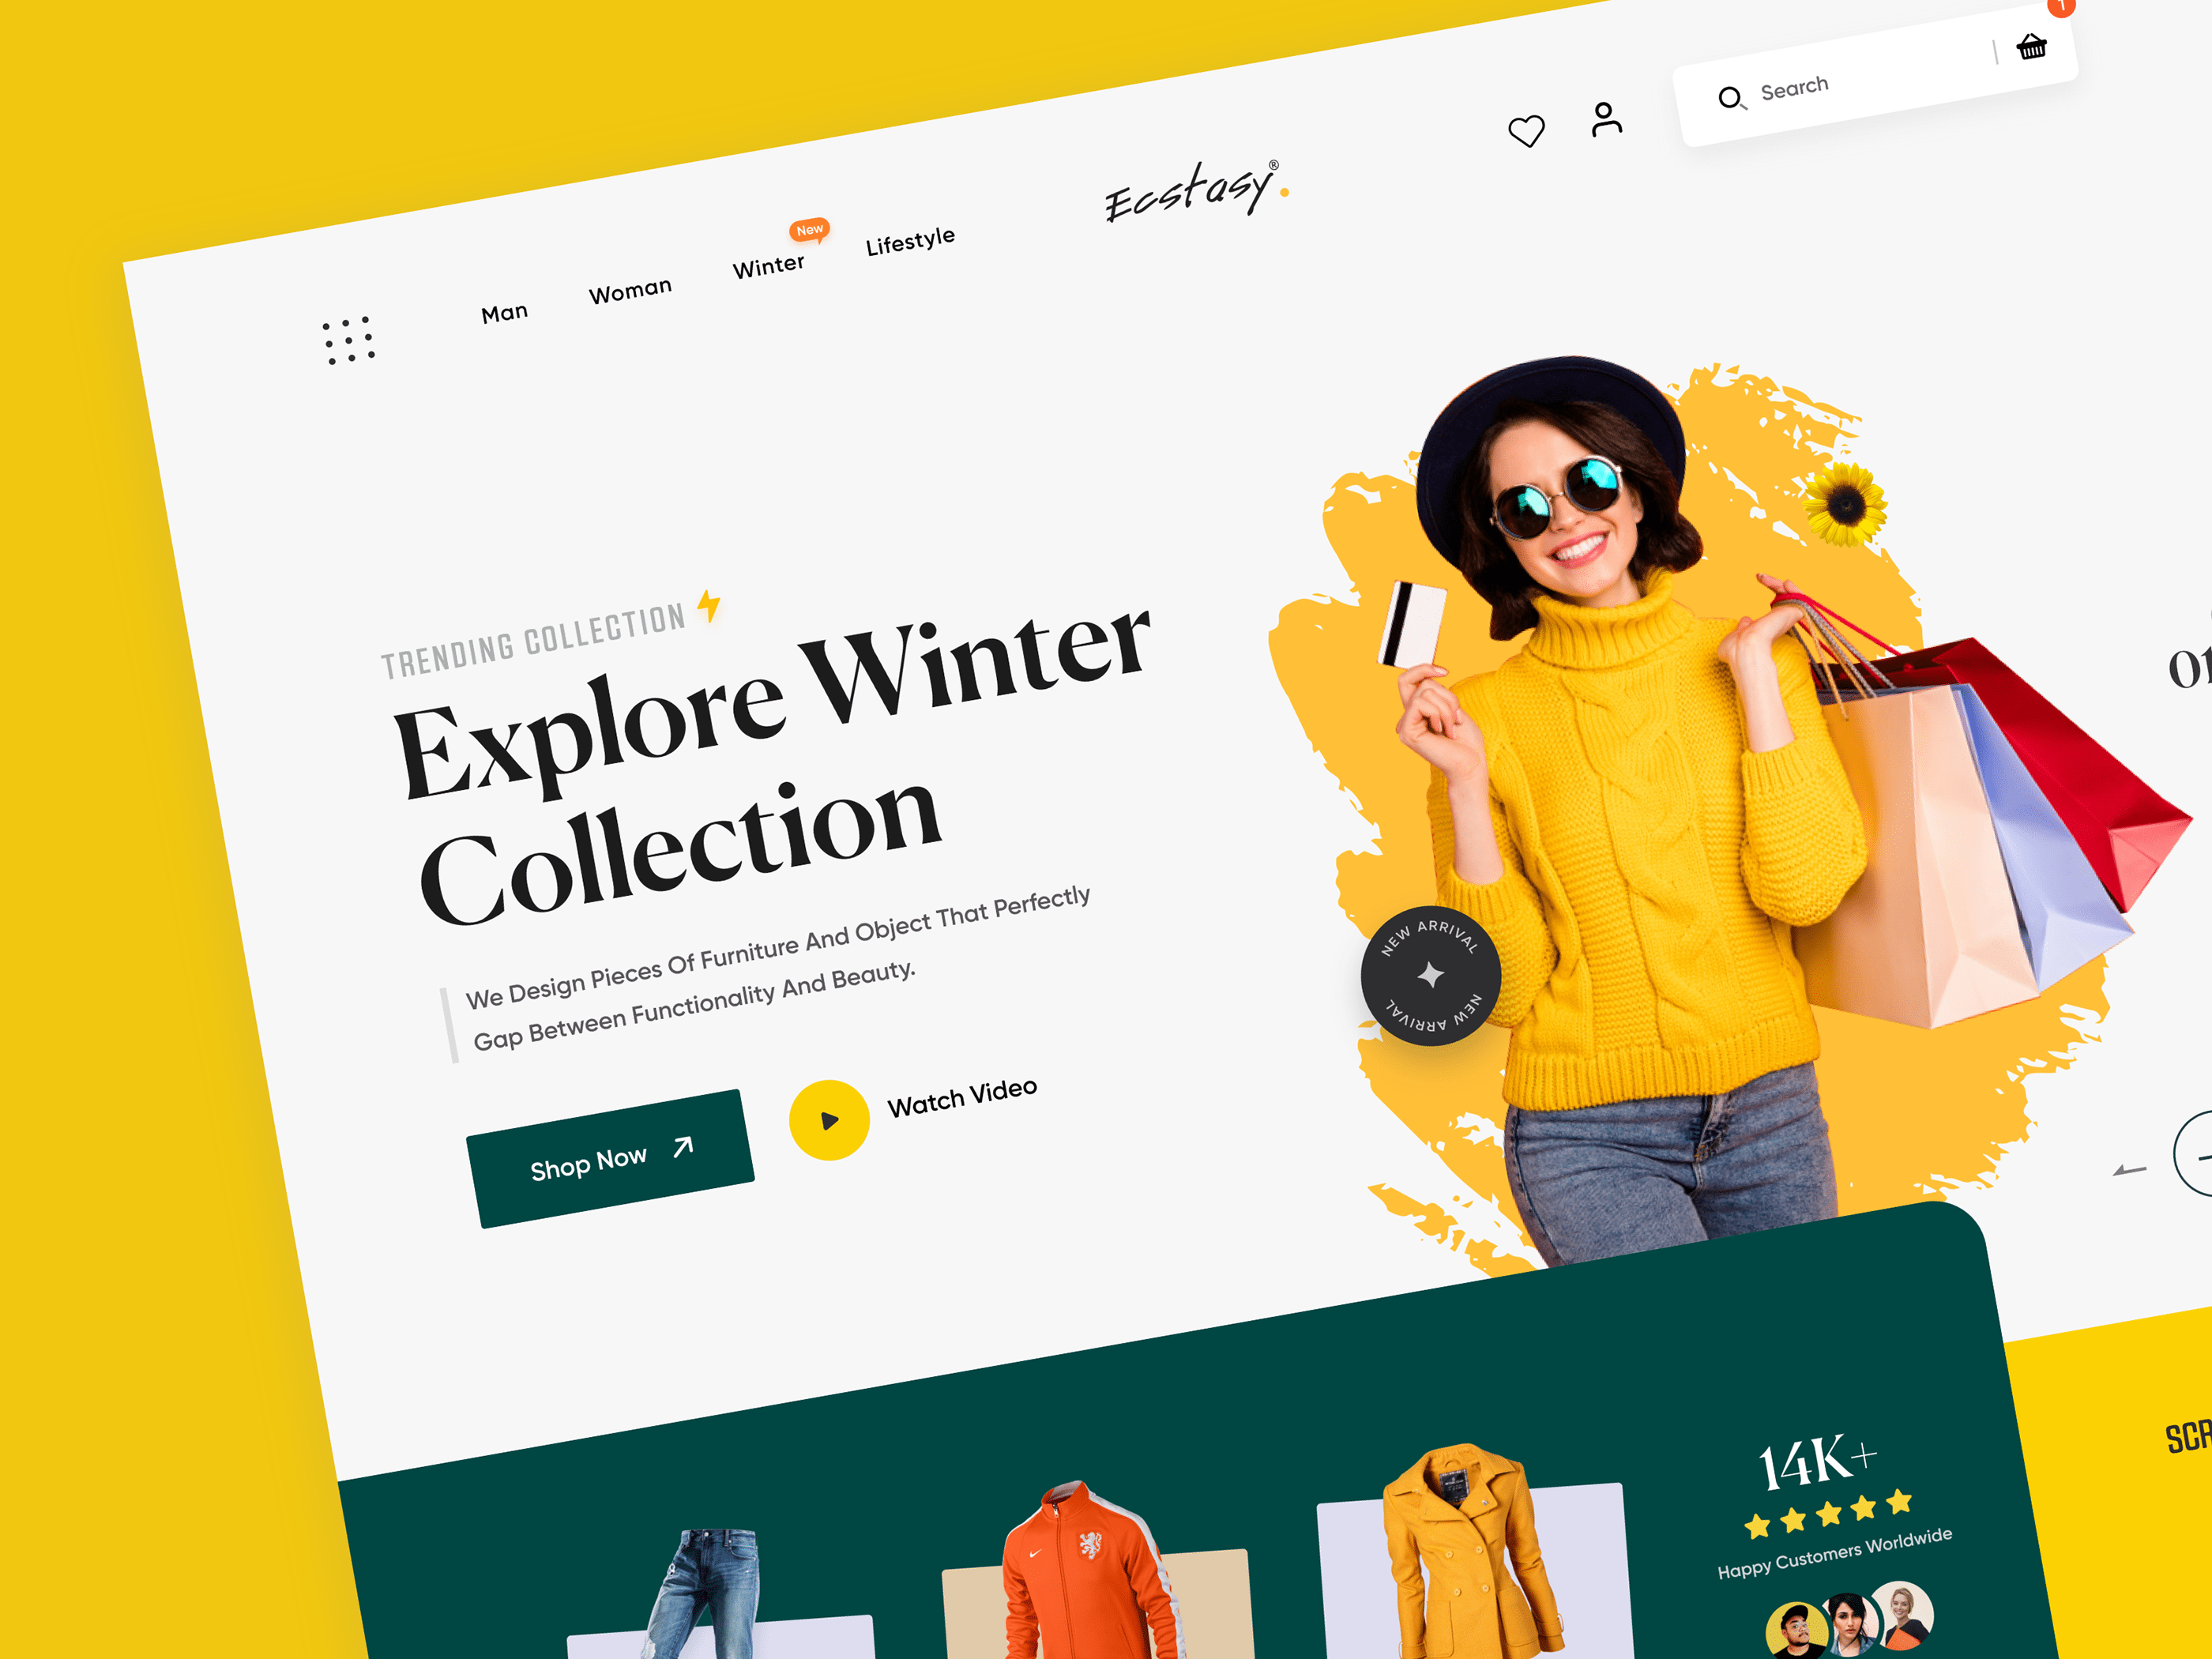 1
Search
Ecstasy®
New
Man
Woman
Winter
Lifestyle
TRENDING COLLECTION
Explore Winter
Collection
We Design Pieces Of Furniture And Object That Perfectly
Gap Between Functionality And Beauty.
Shop Now
Watch Video
NEW ARRIVAL
NEW ARRIVAL
14K+
Happy Customers Worldwide